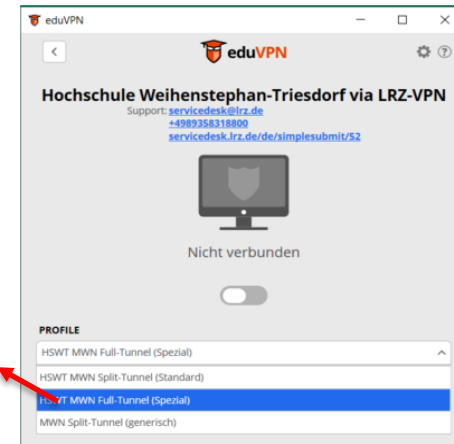 eduVPN
eduVPN
Hochschule Weihenstephan-Triesdorf via LRZ-VPN
Support: servicedesk@lrz.de
+4989358318800
servicedesk.lrz.de/de/simplesubmit/52
Nicht verbunden
PROFILE
HSWT MWN Full-Tunnel (Spezial)
HSWT MWN Split-Tunnel (Standard)
HSWT MWN Full-Tunnel (Spezial)
MWN Split-Tunnel (generisch)